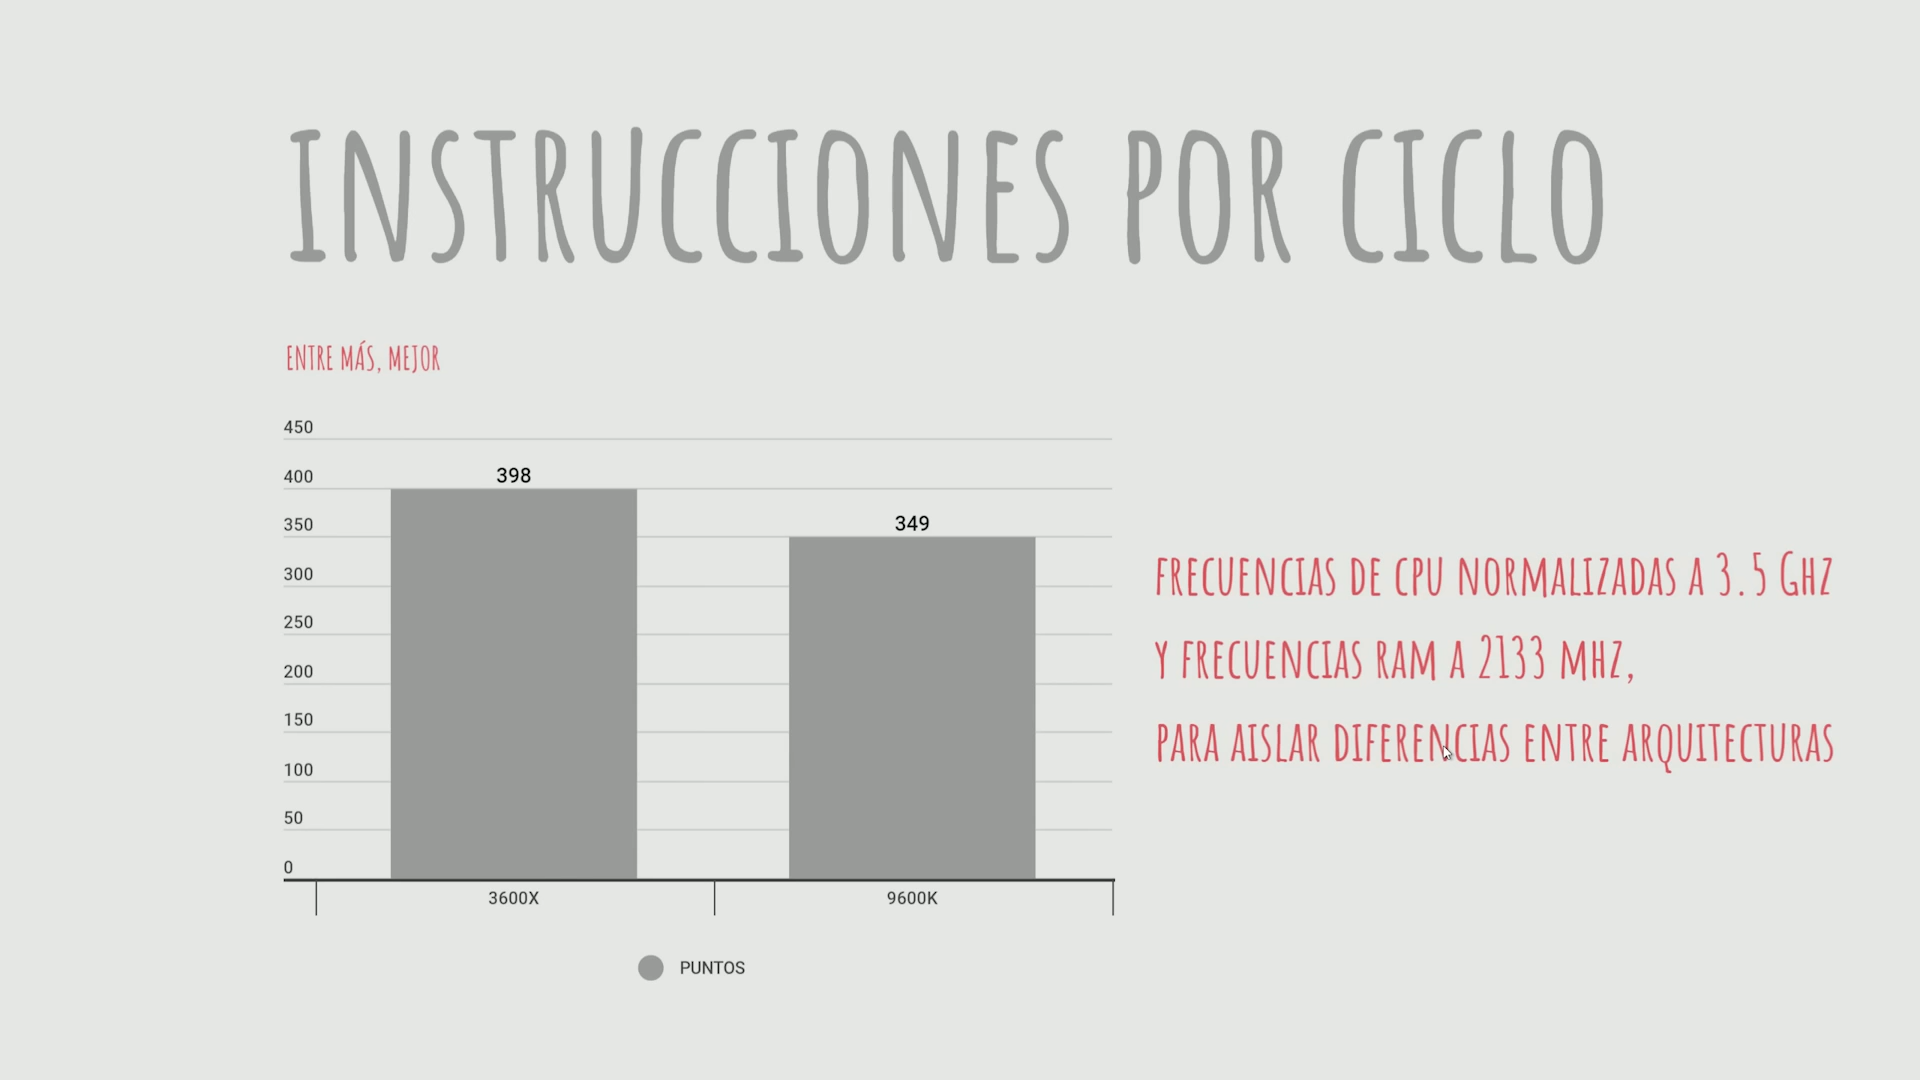 INSTRUCCIONES POR CICLO
ENTRE MÁS, MEJOR
450
400
350
300
250
200
150
100
50
0
398
349
3600X
9600K
PUNTOS
FRECUENCIAS DE CPU NORMALIZADAS A 3.5 GHZ
Y FRECUENCIAS RAM A 2133 MHZ,
PARA AISLAR DIFERENCIAS ENTRE ARQUITECTURAS